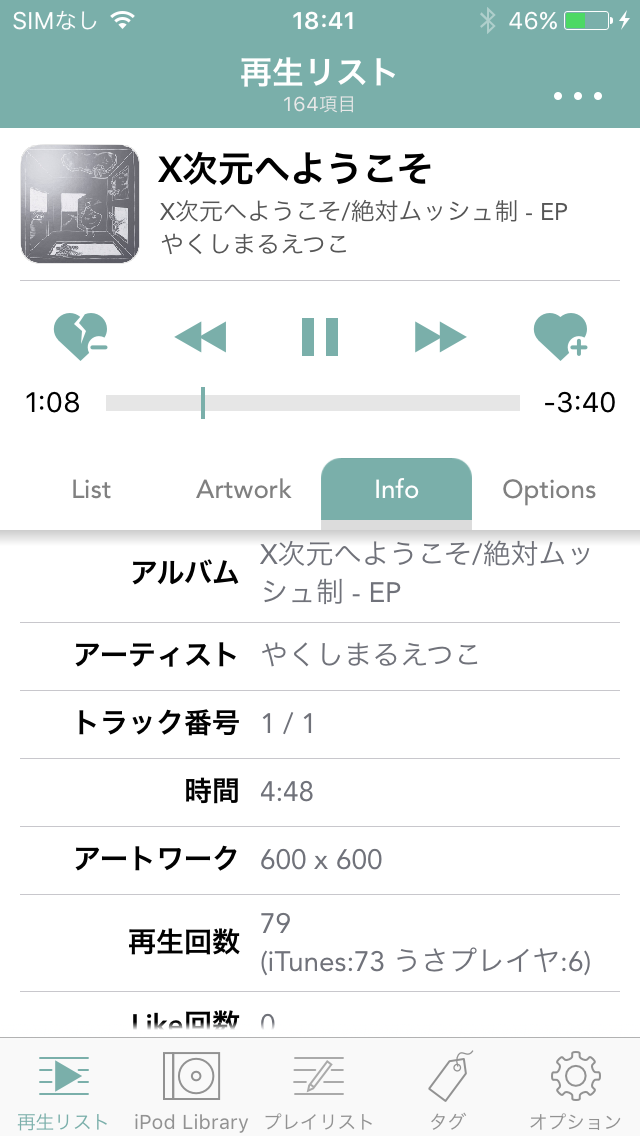 SIMなし 18:41 46%
再生リスト
164項目
X次元へようこそ
X次元へようこそ/絶対ムッシュ制 - EP
やくしまるえつこ
1:08 -3:40
List Artwork Info Options
アルバム X次元へようこそ/絶対ムッ
シュ制 - EP
アーティスト やくしまるえつこ
トラック番号 1 / 1
時間 4:48
アートワーク 600 x 600
再生回数 79
(iTunes:73 うさプレイヤ:6)
Like回数 0
再生リスト iPod Library プレイリスト タグ オプション